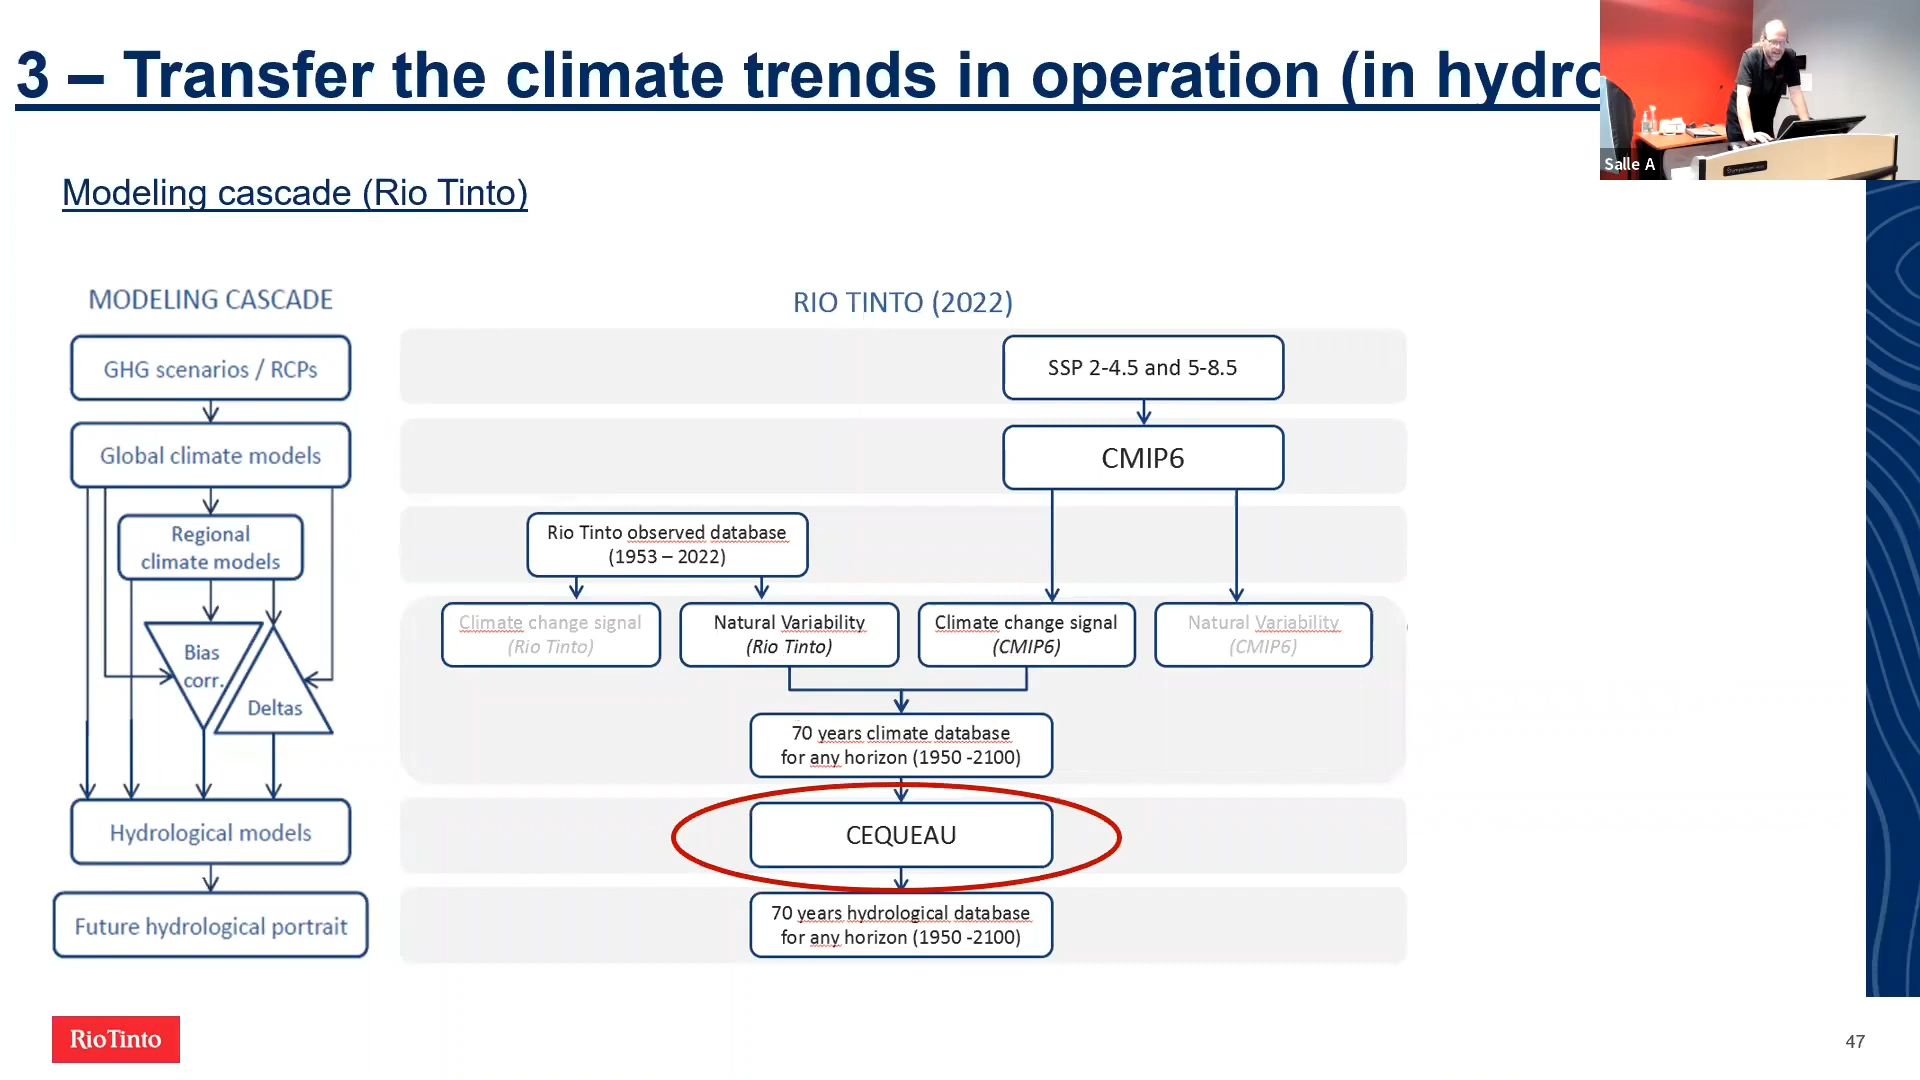 3 – Transfer the climate trends in operation (in hydro
Salle A
Modeling cascade (Rio Tinto)
MODELING CASCADE
GHG scenarios / RCPs
Global climate models
Regional
climate models
Bias
corr.
Deltas
Hydrological models
Future hydrological portrait
RIO TINTO (2022)
SSP 2-4.5 and 5-8.5
CMIP6
Rio Tinto observed database
(1953 – 2022)
Climate change signal
(Rio Tinto)
Natural Variability
(Rio Tinto)
Climate change signal
(CMIP6)
Natural Variability
(CMIP6)
70 years climate database
for any horizon (1950 -2100)
CEQUEAU
70 years hydrological database
for any horizon (1950 -2100)
RioTinto
47